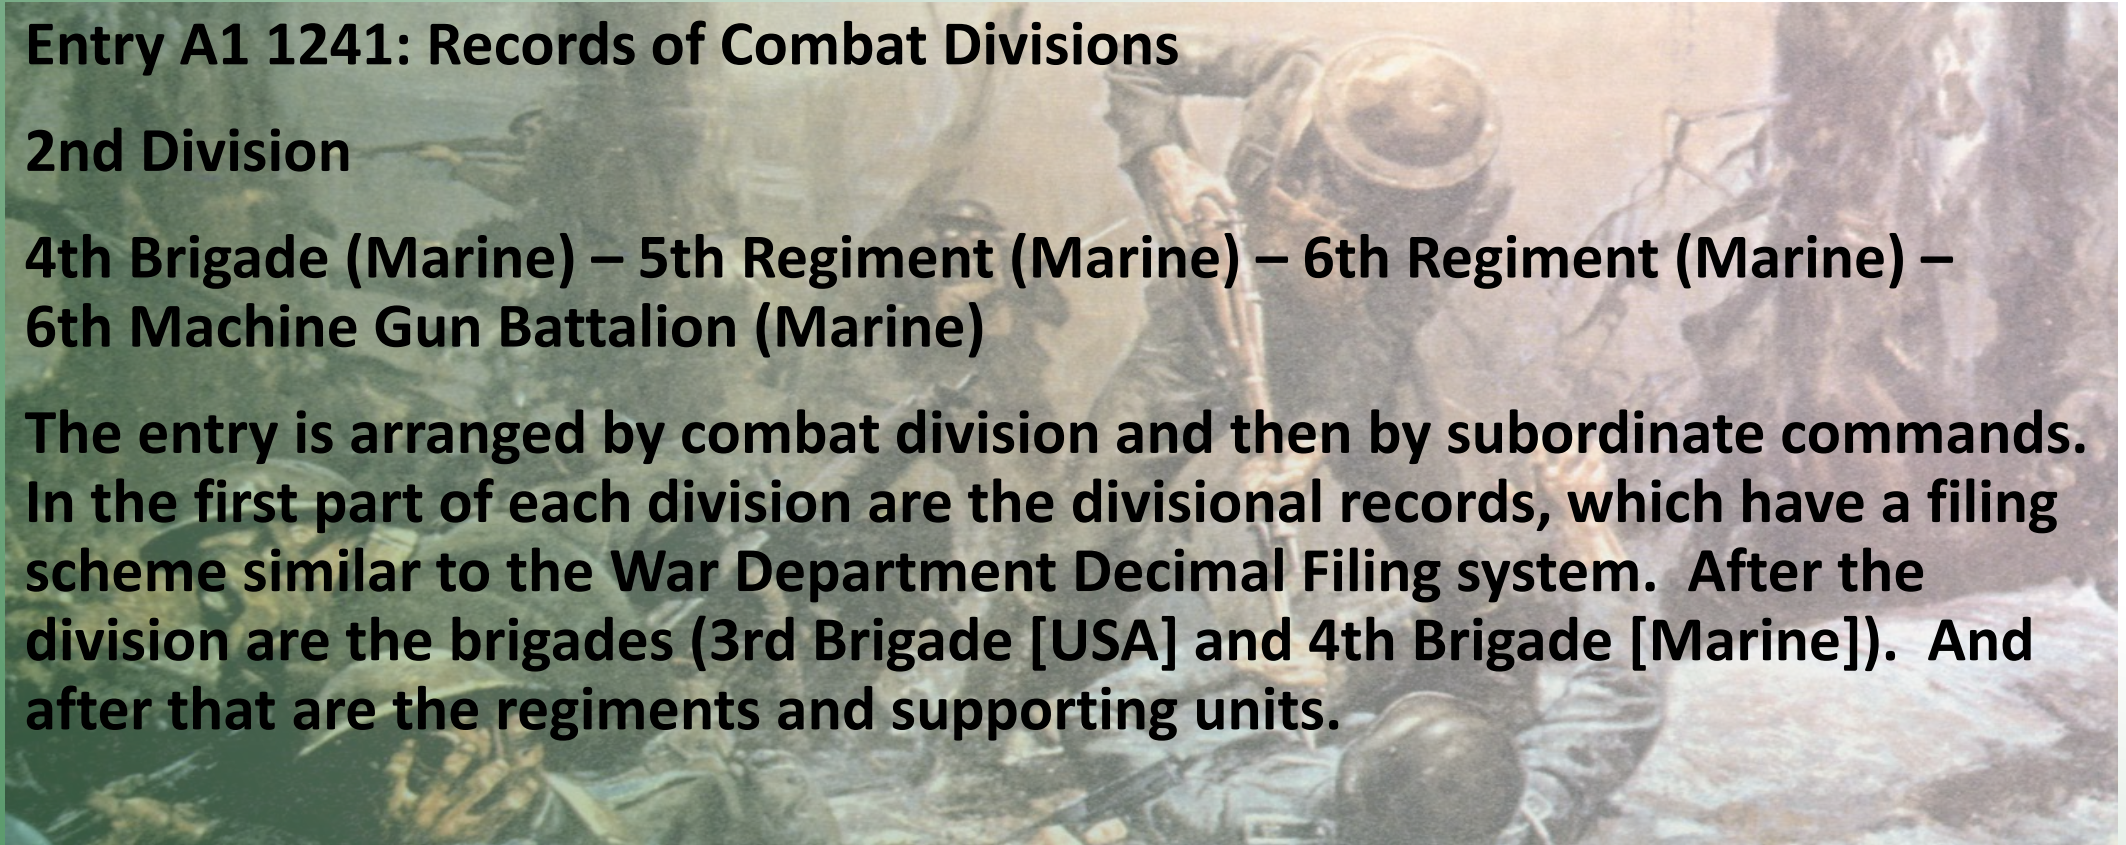 Entry A1 1241: Records of Combat Divisions
2nd Division
4th Brigade (Marine) – 5th Regiment (Marine) – 6th Regiment (Marine) –
6th Machine Gun Battalion (Marine)
The entry is arranged by combat division and then by subordinate commands.
In the first part of each division are the divisional records, which have a filing
scheme similar to the War Department Decimal Filing system.  After the
division are the brigades (3rd Brigade [USA] and 4th Brigade [Marine]).  And
after that are the regiments and supporting units.